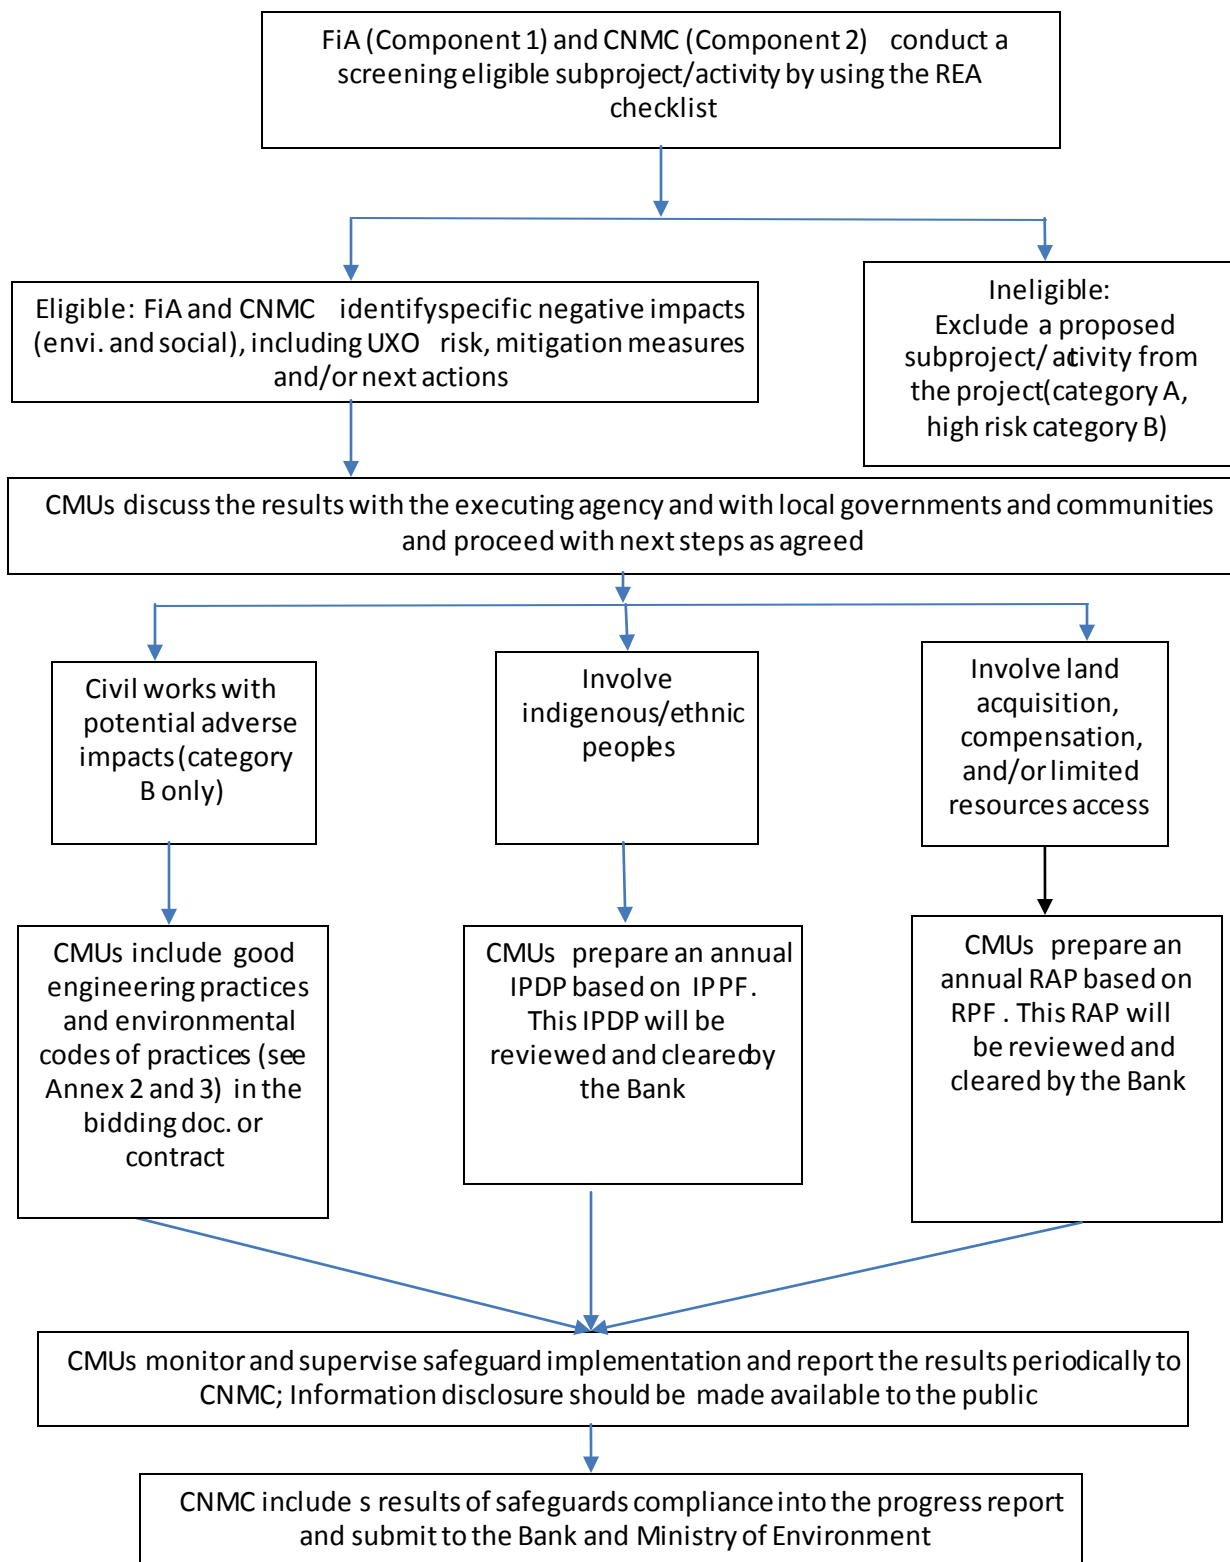 FiA (Component 1) and CNMC (Component 2) conduct a
screening eligible subproject/activity by using the REA
checklist
Eligible: FiA and CNMC identifyspecific negative impacts
(envi. and social), including UXO risk, mitigation measures
and/or next actions
Ineligible:
Exclude a proposed
subproject/ activity from
the project(category A,
high risk category B)
CMUs discuss the results with the executing agency and with local governments and communities
and proceed with next steps as agreed
Civil works with
potential adverse
impacts (category
B only)
Involve
indigenous/ethnic
peoples
Involve land
acquisition,
compensation,
and/or limited
resources access
CMUs include good
engineering practices
and environmental
codes of practices (see
Annex 2 and 3) in the
bidding doc. or
contract
CMUs prepare an annual
IPDP based on IPPF.
This IPDP will be
reviewed and cleared by
the Bank
CMUs prepare an
annual RAP based on
RPF. This RAP will
be reviewed and
cleared by the Bank
CMUs monitor and supervise safeguard implementation and report the results periodically to
CNMC; Information disclosure should be made available to the public
CNMC include s results of safeguards compliance into the progress report
and submit to the Bank and Ministry of Environment